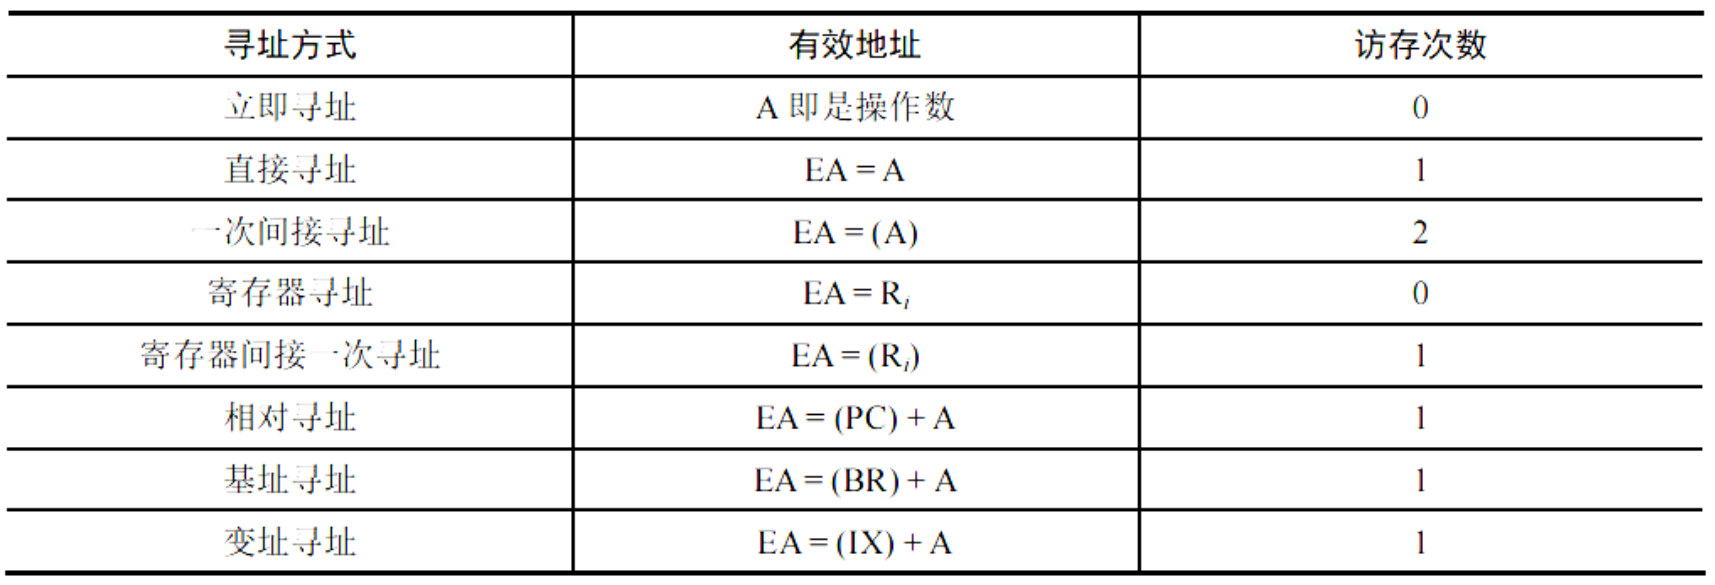 寻址方式 有效地址 访存次数
立即寻址 A 即是操作数 0
直接寻址 EA = A 1
一次间接寻址 EA = (A) 2
寄存器寻址 EA = Ri 0
寄存器间接一次寻址 EA = (Ri) 1
相对寻址 EA = (PC) + A 1
基址寻址 EA = (BR) + A 1
变址寻址 EA = (IX) + A 1